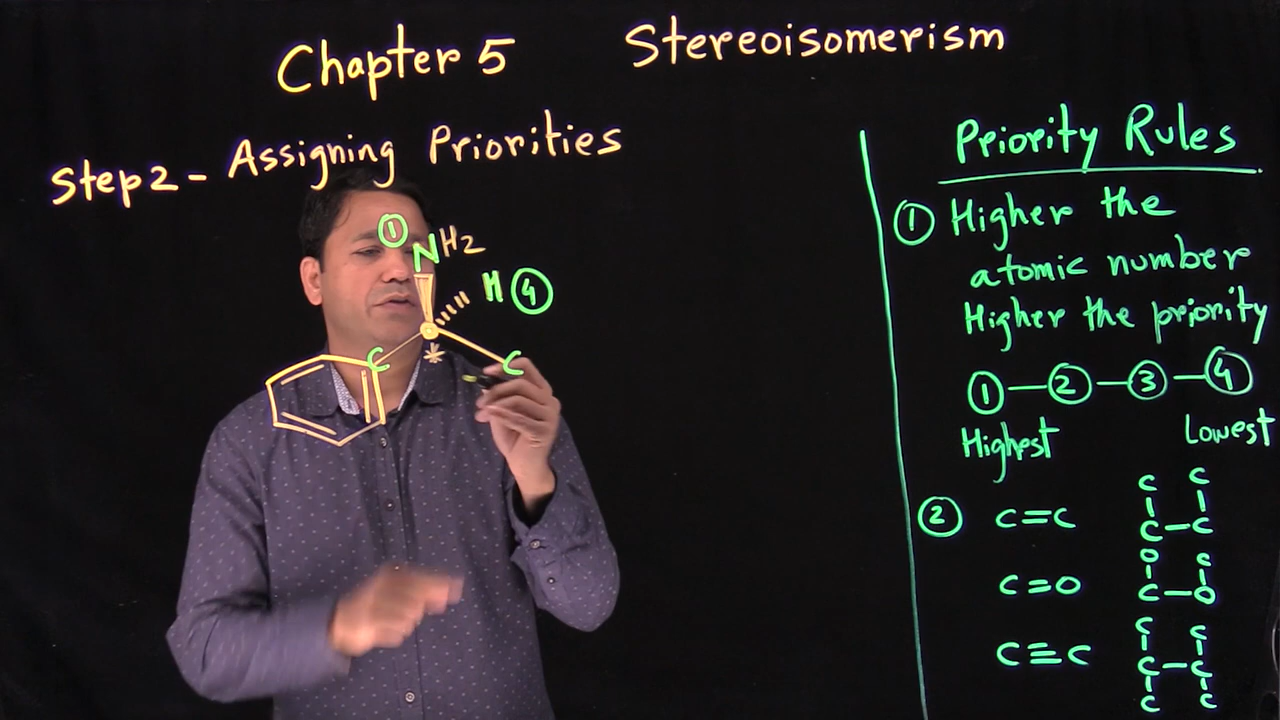 Chapter 5 Stereoisomerism
Step 2 - Assigning Priorities
① NH2
H ④
C C
*
Priority Rules
① Higher the
atomic number
Higher the priority
① — ② — ③ — ④
Highest Lowest
C C
② C=C C-C
O C
C=O C-O
C C
C≡C C-C
C C